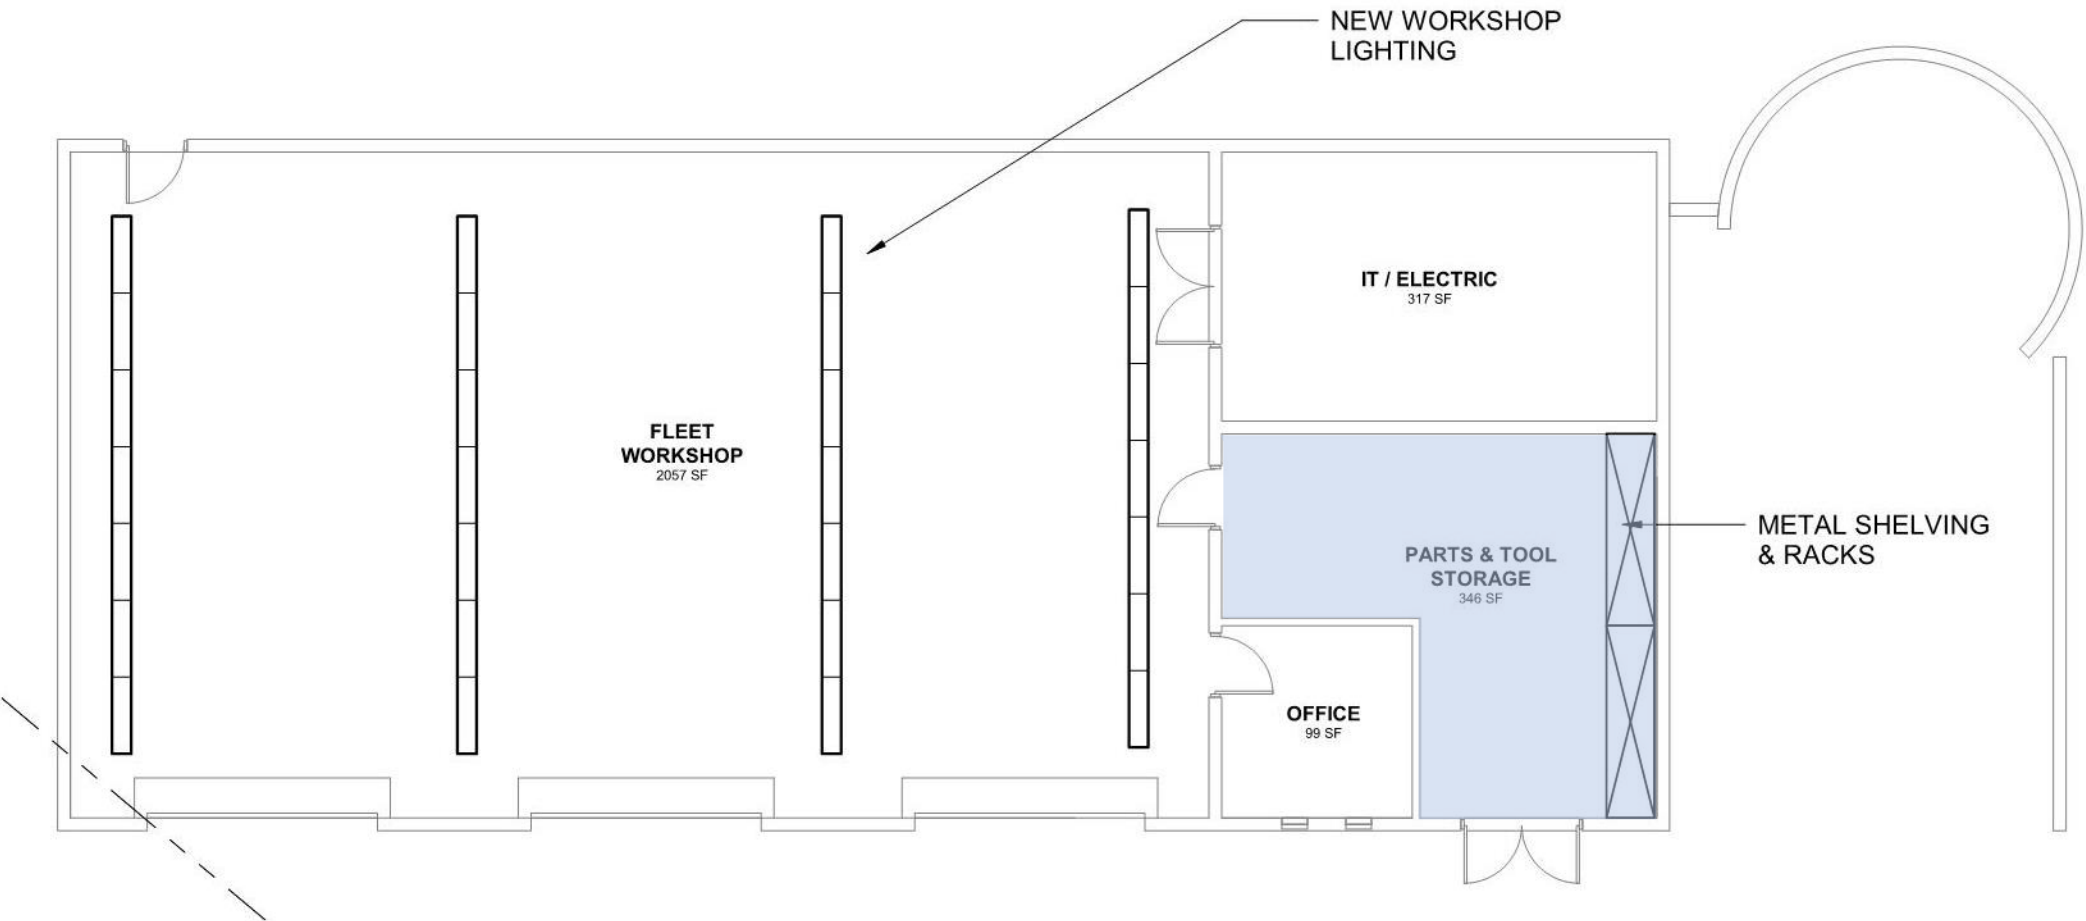 NEW WORKSHOP
LIGHTING
IT / ELECTRIC
317 SF
FLEET
WORKSHOP
2057 SF
METAL SHELVING
& RACKS
PARTS & TOOL
STORAGE
346 SF
OFFICE
99 SF